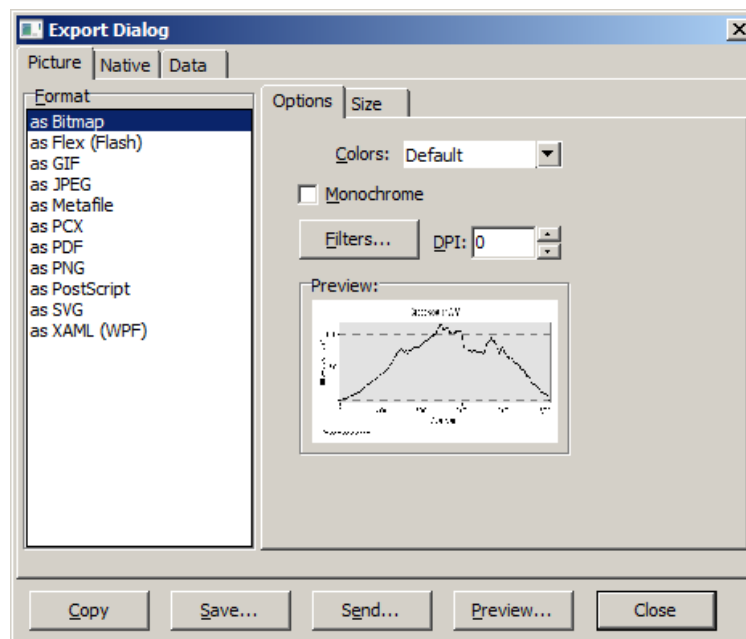 Export Dialog
Picture Native Data
Format
as Bitmap
as Flex (Flash)
as GIF
as JPEG
as Metafile
as PCX
as PDF
as PNG
as PostScript
as SVG
as XAML (WPF)
Options Size
Colors: Default
Monochrome
Filters... DPI: 0
Preview:
Copy Save... Send... Preview... Close